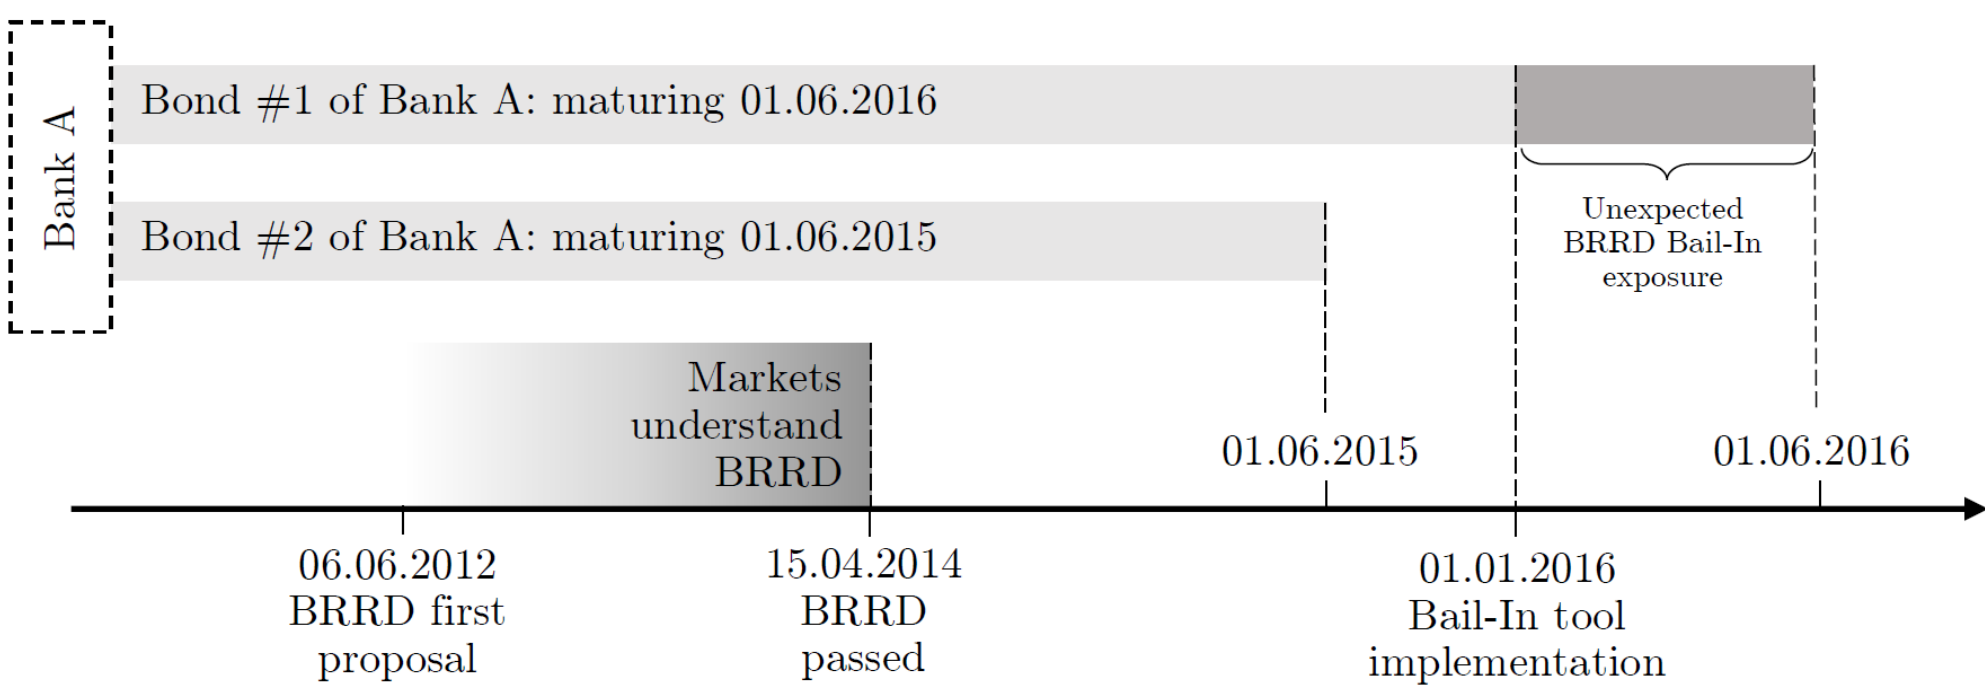 Bank A
Bond #1 of Bank A: maturing 01.06.2016
Unexpected
BRRD Bail-In
exposure
Bond #2 of Bank A: maturing 01.06.2015
Markets
understand
BRRD
01.06.2015
01.06.2016
06.06.2012
BRRD first
proposal
15.04.2014
BRRD
passed
01.01.2016
Bail-In tool
implementation